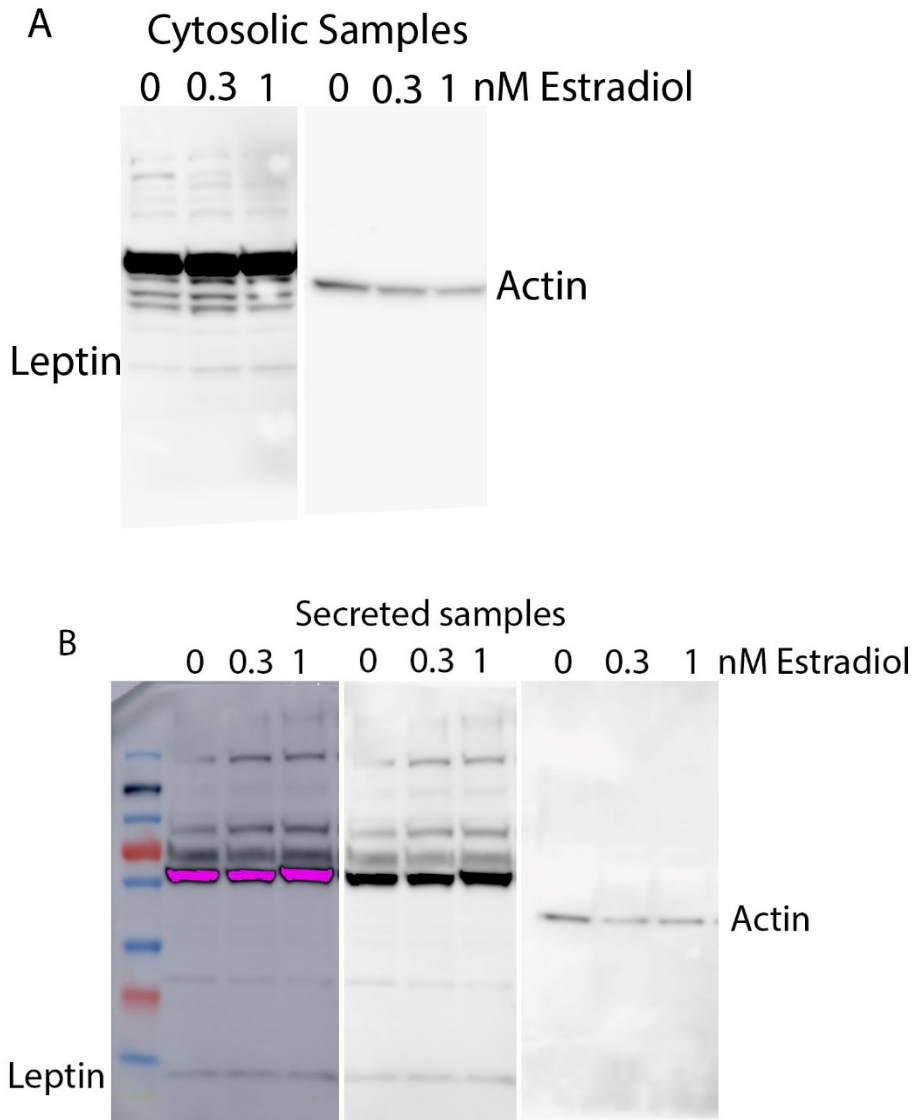 A
Cytosolic Samples
0 0.3 1 0 0.3 1 nM Estradiol
Actin
Leptin
Secreted samples
B
0 0.3 1 0 0.3 1 0 0.3 1 nM Estradiol
Actin
Leptin